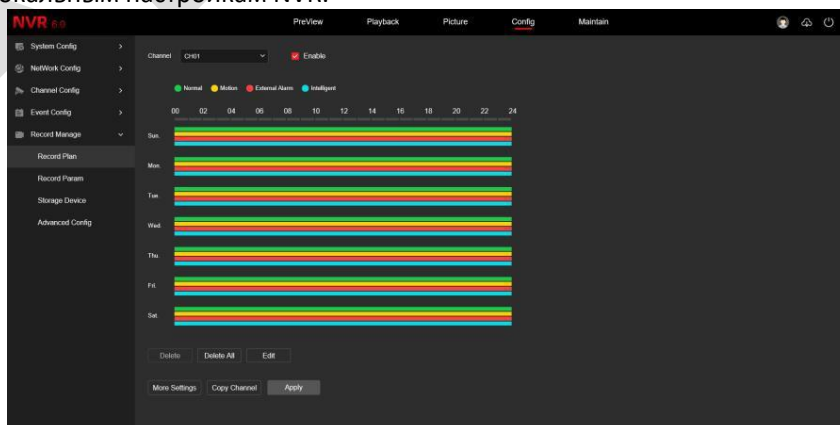 окальным настройкам NVR.
NVR 6.0 PreView Playback Picture Config Maintain
System Config
NetWork Config
Channel Config
Event Config
Record Manage
Record Plan
Record Param
Storage Device
Advanced Config
Channel CH01 Enable
Normal Motion External Alarm Intelligent
00 02 04 06 08 10 12 14 16 18 20 22 24
Sun.
Mon.
Tue.
Wed.
Thu.
Fri.
Sat.
Delete Delete All Edit
More Settings Copy Channel Apply